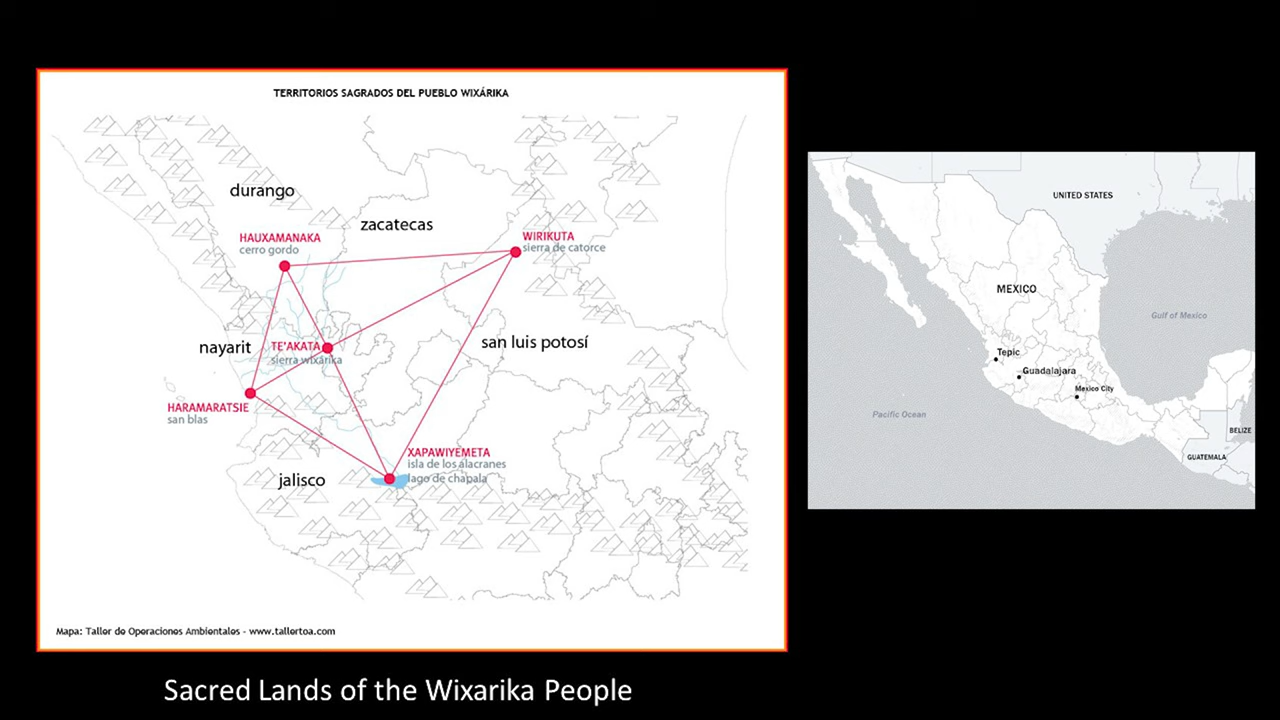 TERRITORIOS SAGRADOS DEL PUEBLO WIXÁRIKA
durango
zacatecas
HAUXAMANAKA
cerro gordo
WIRIKUTA
sierra de catorce
nayarit
TE'AKATA
sierra wixárika
san luis potosí
HARAMARATSIE
san blas
XAPAWIYEMETA
isla de los alacranes
lago de chapala
jalisco
Mapa: Taller de Operaciones Ambientales - www.tallertoa.com
Sacred Lands of the Wixarika People
UNITED STATES
MEXICO
Gulf of Mexico
Tepic
Guadalajara
Mexico City
Pacific Ocean
BELIZE
GUATEMALA